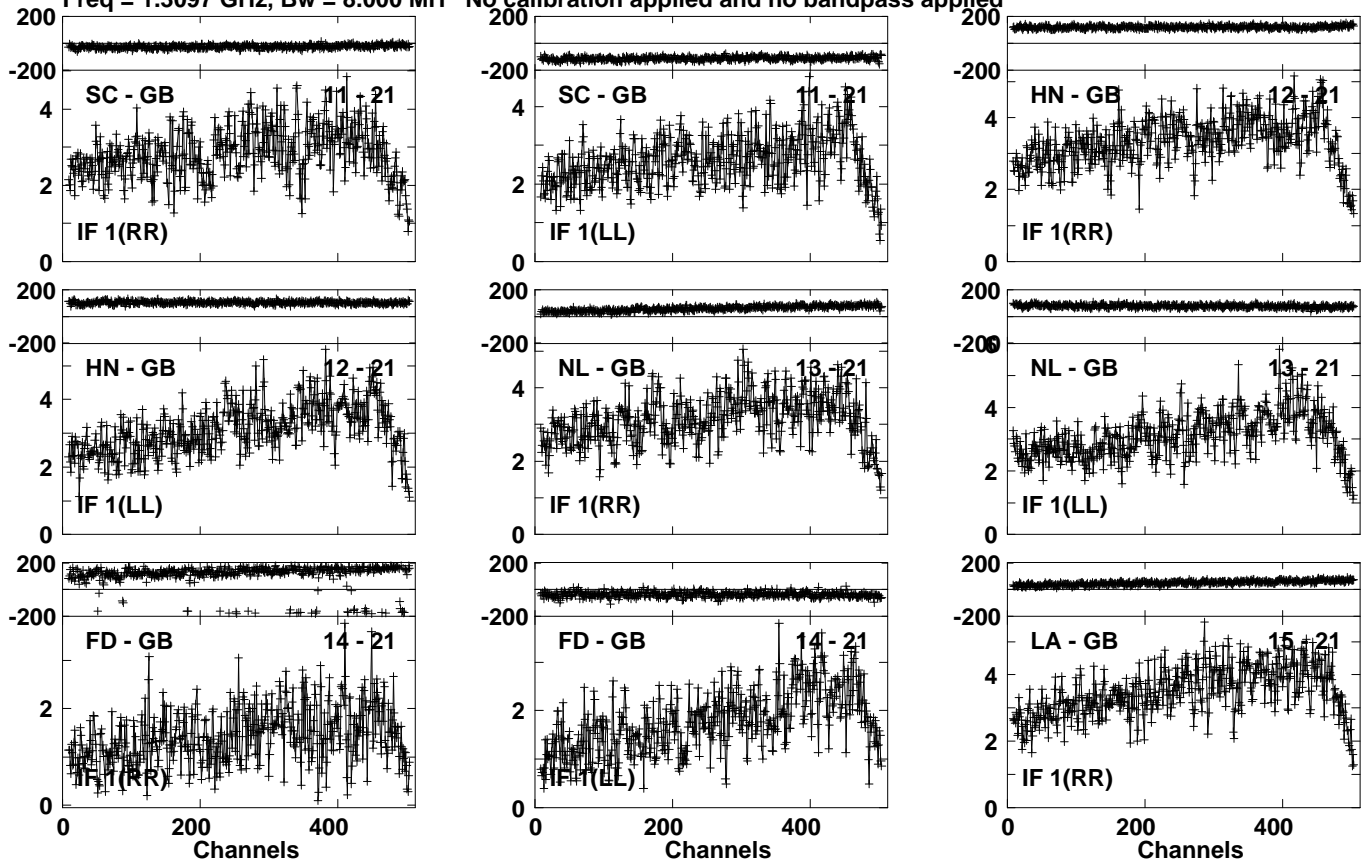 Freq = 1.5097 GHz, Bw = 8.000 MH No calibration applied and no bandpass applied
200
-200
SC - GB 11 - 21
4
2
IF 1(RR)
0
SC - GB 11 - 21
4
2
IF 1(LL)
0
200
-200
HN - GB 12 - 21
4
2
IF 1(RR)
0
200
-200
HN - GB 12 - 21
4
2
IF 1(LL)
0
200
-200
NL - GB 13 - 21
4
2
IF 1(RR)
0
200
-200
6
NL - GB 13 - 21
4
2
IF 1(LL)
0
200
-200
FD - GB 14 - 21
2
IF 1(RR)
0
0 200 400
Channels
200
-200
FD - GB 14 - 21
2
IF 1(LL)
0
0 200 400
Channels
200
-200
LA - GB 15 - 21
4
2
IF 1(RR)
0
0 200 400
Channels